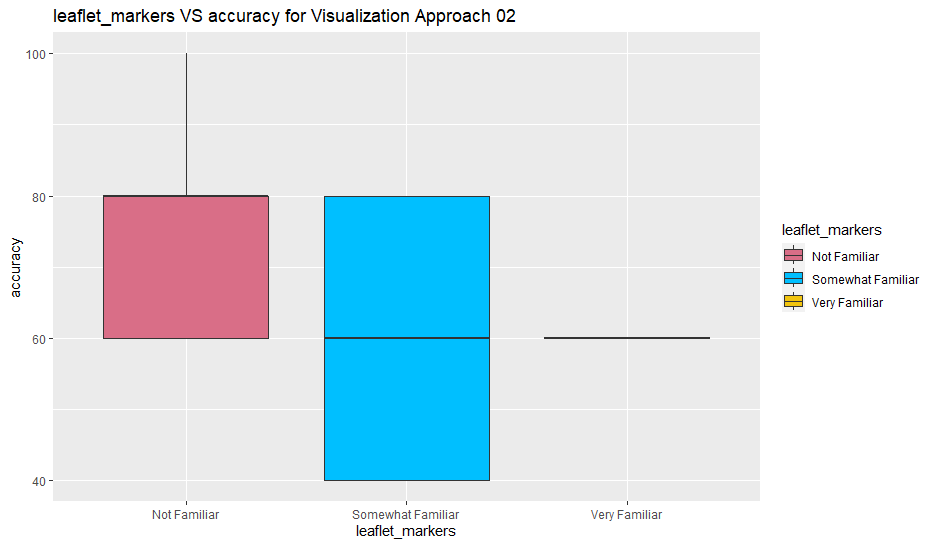 leaflet_markers VS accuracy for Visualization Approach 02
accuracy
100
80
60
40
Not Familiar
Somewhat Familiar
Very Familiar
leaflet_markers
leaflet_markers
Not Familiar
Somewhat Familiar
Very Familiar